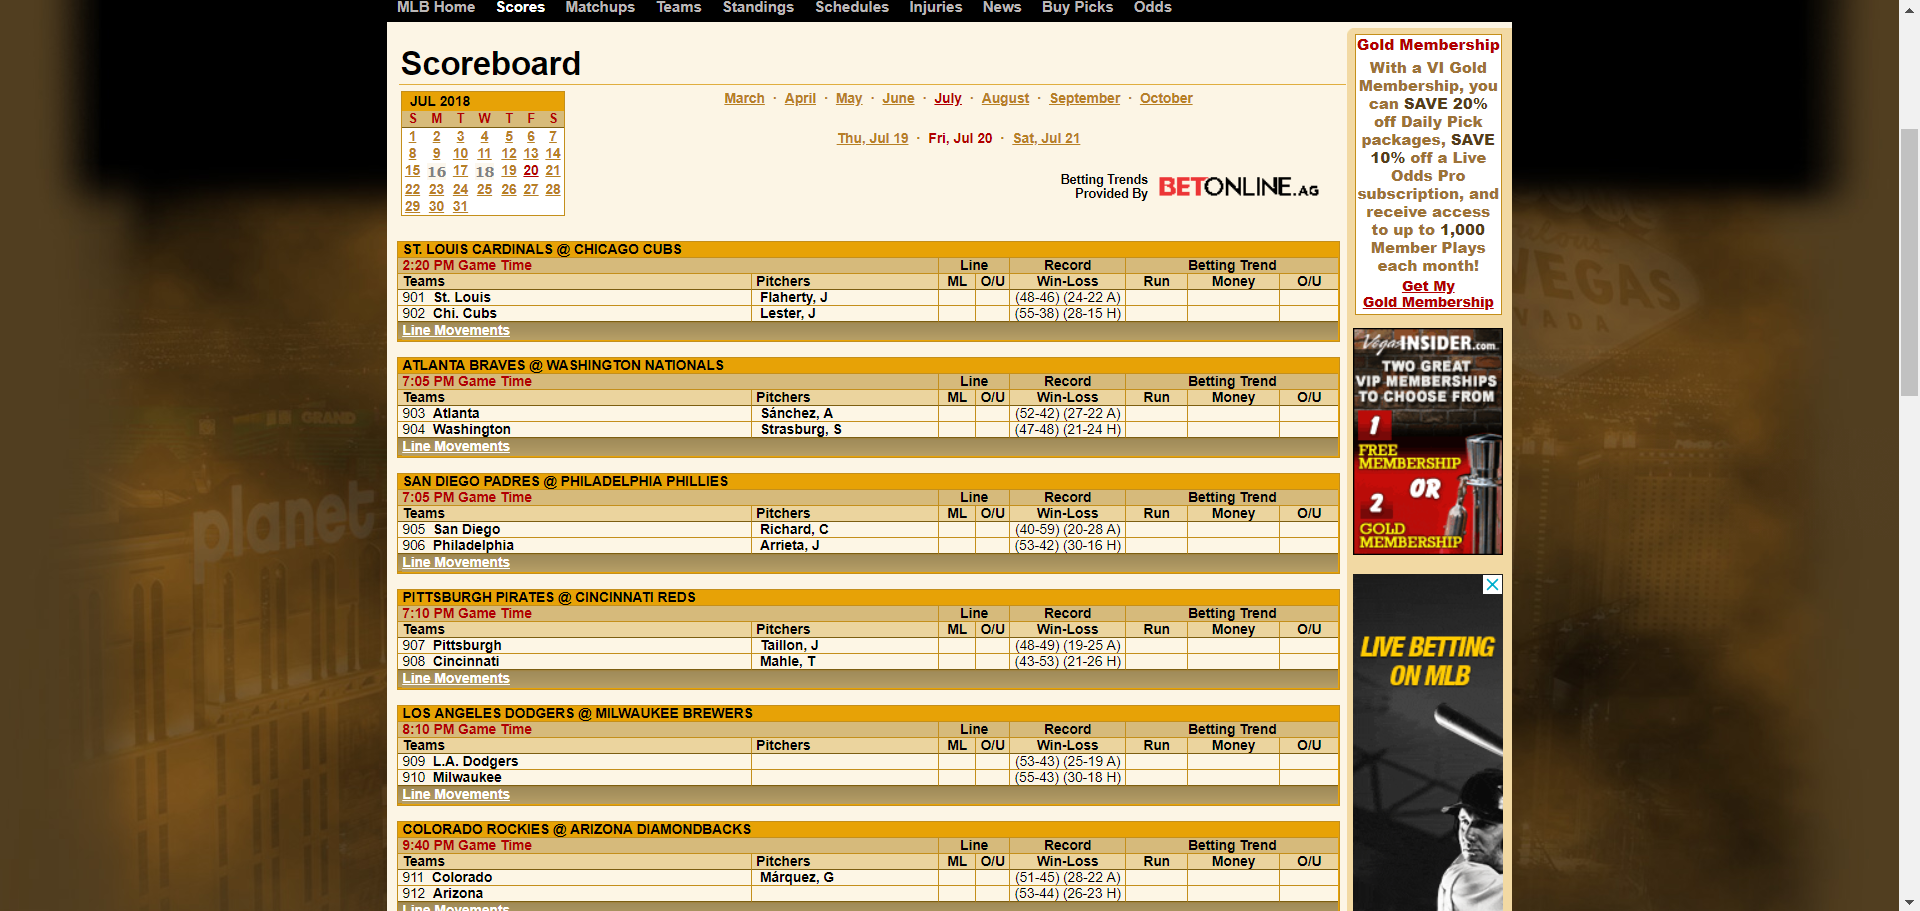 MLB Home Scores Matchups Teams Standings Schedules Injuries News Buy Picks Odds
Scoreboard
JUL 2018
S M T W T F S
1 2 3 4 5 6 7
8 9 10 11 12 13 14
15 16 17 18 19 20 21
22 23 24 25 26 27 28
29 30 31
March · April · May · June · July · August · September · October
Thu, Jul 19 · Fri, Jul 20 · Sat, Jul 21
Betting Trends
Provided By
BETONLINE.AG
ST. LOUIS CARDINALS @ CHICAGO CUBS
2:20 PM Game Time Line Record Betting Trend
Teams Pitchers ML O/U Win-Loss Run Money O/U
901 St. Louis Flaherty, J (48-46) (24-22 A)
902 Chi. Cubs Lester, J (55-38) (28-15 H)
Line Movements
ATLANTA BRAVES @ WASHINGTON NATIONALS
7:05 PM Game Time Line Record Betting Trend
Teams Pitchers ML O/U Win-Loss Run Money O/U
903 Atlanta Sánchez, A (52-42) (27-22 A)
904 Washington Strasburg, S (47-48) (21-24 H)
Line Movements
SAN DIEGO PADRES @ PHILADELPHIA PHILLIES
7:05 PM Game Time Line Record Betting Trend
Teams Pitchers ML O/U Win-Loss Run Money O/U
905 San Diego Richard, C (40-59) (20-28 A)
906 Philadelphia Arrieta, J (53-42) (30-16 H)
Line Movements
PITTSBURGH PIRATES @ CINCINNATI REDS
7:10 PM Game Time Line Record Betting Trend
Teams Pitchers ML O/U Win-Loss Run Money O/U
907 Pittsburgh Taillon, J (48-49) (19-25 A)
908 Cincinnati Mahle, T (43-53) (21-26 H)
Line Movements
LOS ANGELES DODGERS @ MILWAUKEE BREWERS
8:10 PM Game Time Line Record Betting Trend
Teams Pitchers ML O/U Win-Loss Run Money O/U
909 L.A. Dodgers (53-43) (25-19 A)
910 Milwaukee (55-43) (30-18 H)
Line Movements
COLORADO ROCKIES @ ARIZONA DIAMONDBACKS
9:40 PM Game Time Line Record Betting Trend
Teams Pitchers ML O/U Win-Loss Run Money O/U
911 Colorado Márquez, G (51-45) (28-22 A)
912 Arizona (53-44) (26-23 H)
Line Movements
Gold Membership
With a VI Gold
Membership, you
can SAVE 20%
off Daily Pick
packages, SAVE
10% off a Live
Odds Pro
subscription, and
receive access
to up to 1,000
Member Plays
each month!
Get My
Gold Membership
VegasINSIDER.com
TWO GREAT
VIP MEMBERSHIPS
TO CHOOSE FROM
1
FREE
MEMBERSHIP
OR
2
GOLD
MEMBERSHIP
LIVE BETTING
ON MLB
planet
GRAND
VEGAS